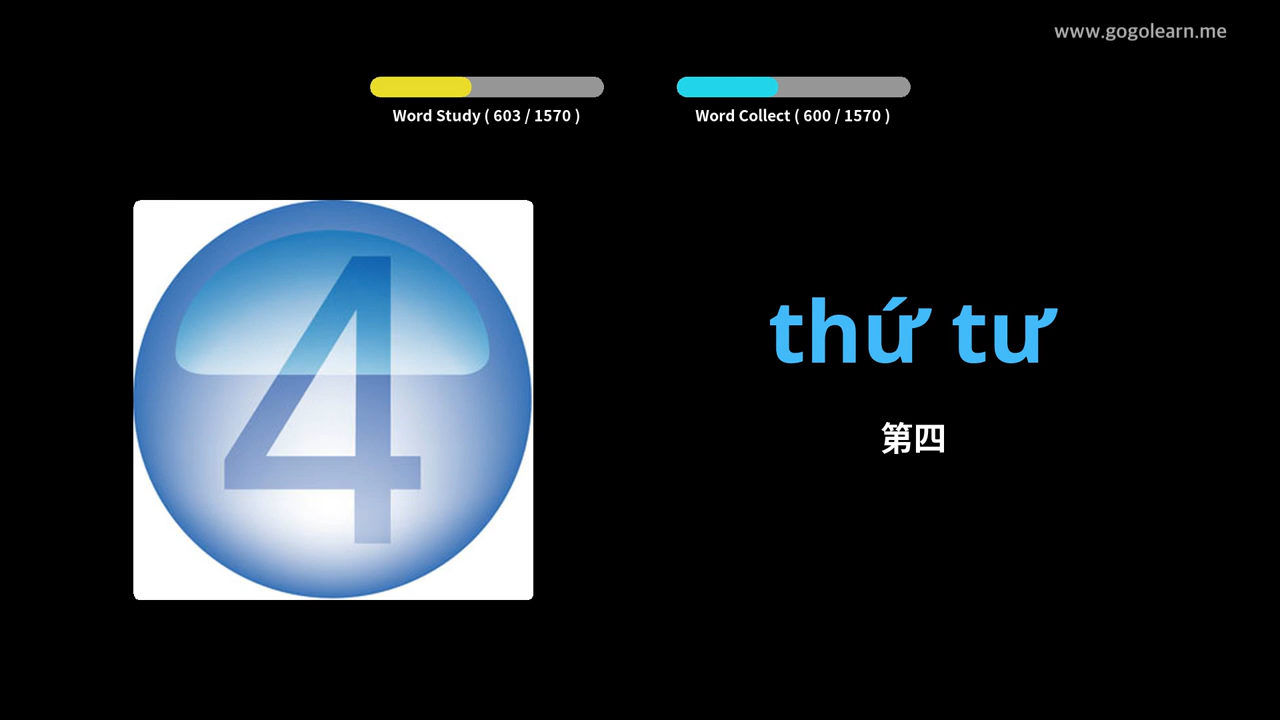 www.gogolearn.me
Word Study ( 603 / 1570 )
Word Collect ( 600 / 1570 )
4
thứ tư
第四